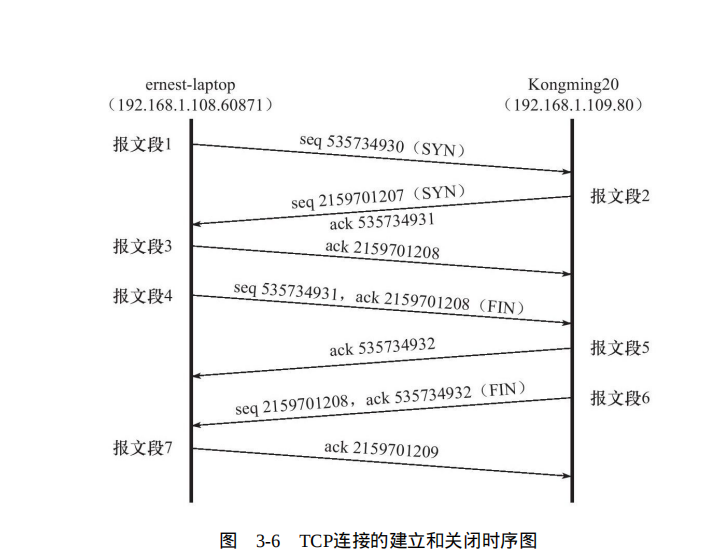 ernest-laptop
Kongming20
（192.168.1.108.60871）
（192.168.1.109.80）
报文段1
seq 535734930（SYN）
seq 2159701207（SYN）
报文段2
ack 535734931
报文段3
ack 2159701208
报文段4
seq 535734931，ack 2159701208（FIN）
ack 535734932
报文段5
seq 2159701208，ack 535734932（FIN）
报文段6
报文段7
ack 2159701209
图 3-6 TCP连接的建立和关闭时序图